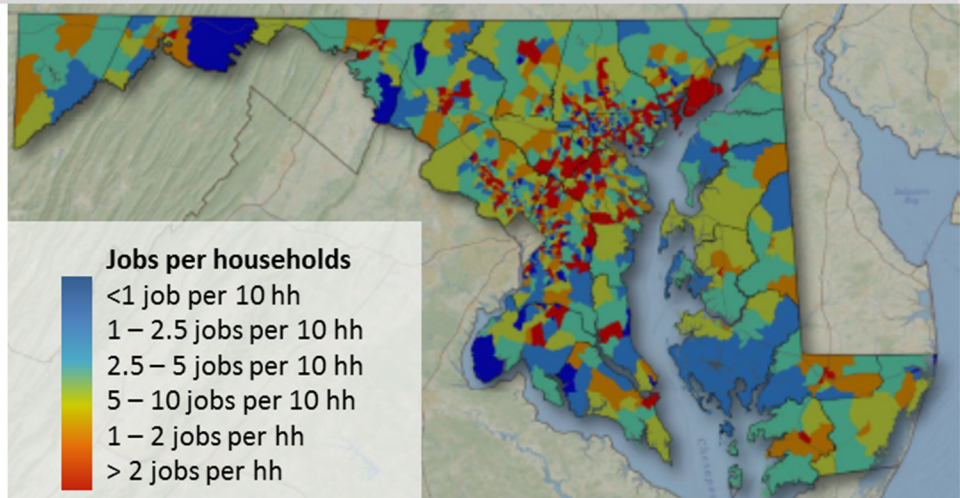 Jobs per households
<1 job per 10 hh
1 – 2.5 jobs per 10 hh
2.5 – 5 jobs per 10 hh
5 – 10 jobs per 10 hh
1 – 2 jobs per hh
> 2 jobs per hh